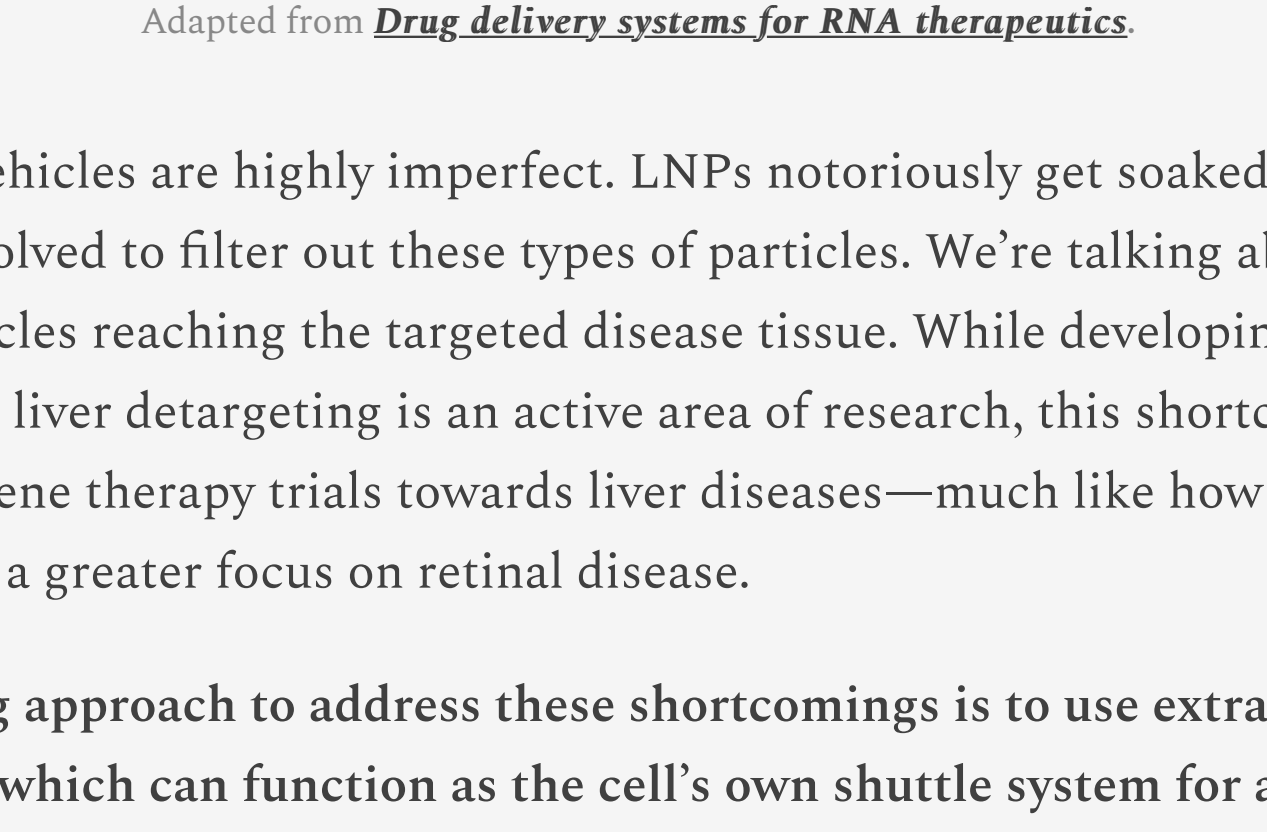 Adapted from Drug delivery systems for RNA therapeutics.
ehicles are highly imperfect. LNPs notoriously get soaked
olved to filter out these types of particles. We’re talking al
cles reaching the targeted disease tissue. While developin
liver detargeting is an active area of research, this shortc
ene therapy trials towards liver diseases—much like how
a greater focus on retinal disease.
g approach to address these shortcomings is to use extra
which can function as the cell’s own shuttle system for a